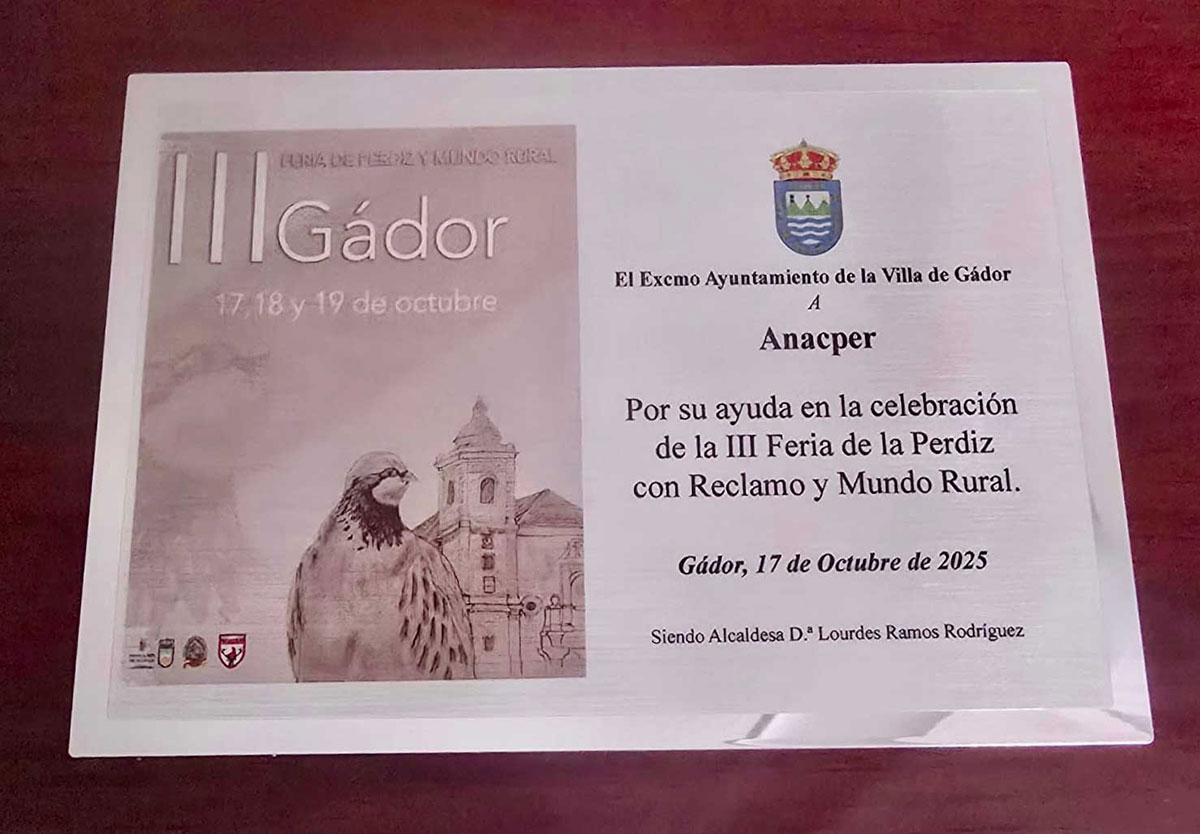 III FERIA DE PERDIZ Y MUNDO RURAL
Gádor
17, 18 y 19 de octubre
El Excmo Ayuntamiento de la Villa de Gádor
A
Anacper
Por su ayuda en la celebración
de la III Feria de la Perdiz
con Reclamo y Mundo Rural.
Gádor, 17 de Octubre de 2025
Siendo Alcaldesa D.ª Lourdes Ramos Rodríguez